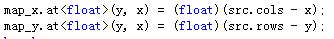 map_x.at<float>(y, x) = (float)(src.cols - x);
map_y.at<float>(y, x) = (float)(src.rows - y);